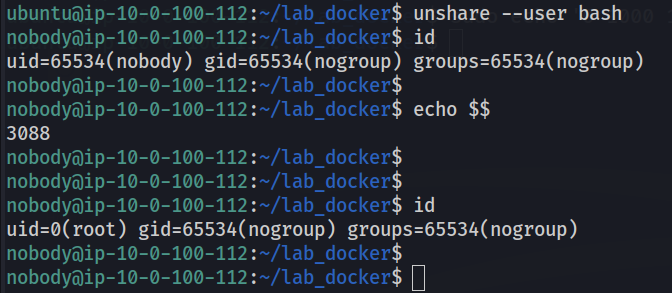 ubuntu@ip-10-0-100-112:~/lab_docker$ unshare --user bash
nobody@ip-10-0-100-112:~/lab_docker$ id
uid=65534(nobody) gid=65534(nogroup) groups=65534(nogroup)
nobody@ip-10-0-100-112:~/lab_docker$
nobody@ip-10-0-100-112:~/lab_docker$ echo $$
3088
nobody@ip-10-0-100-112:~/lab_docker$
nobody@ip-10-0-100-112:~/lab_docker$
nobody@ip-10-0-100-112:~/lab_docker$ id
uid=0(root) gid=65534(nogroup) groups=65534(nogroup)
nobody@ip-10-0-100-112:~/lab_docker$
nobody@ip-10-0-100-112:~/lab_docker$